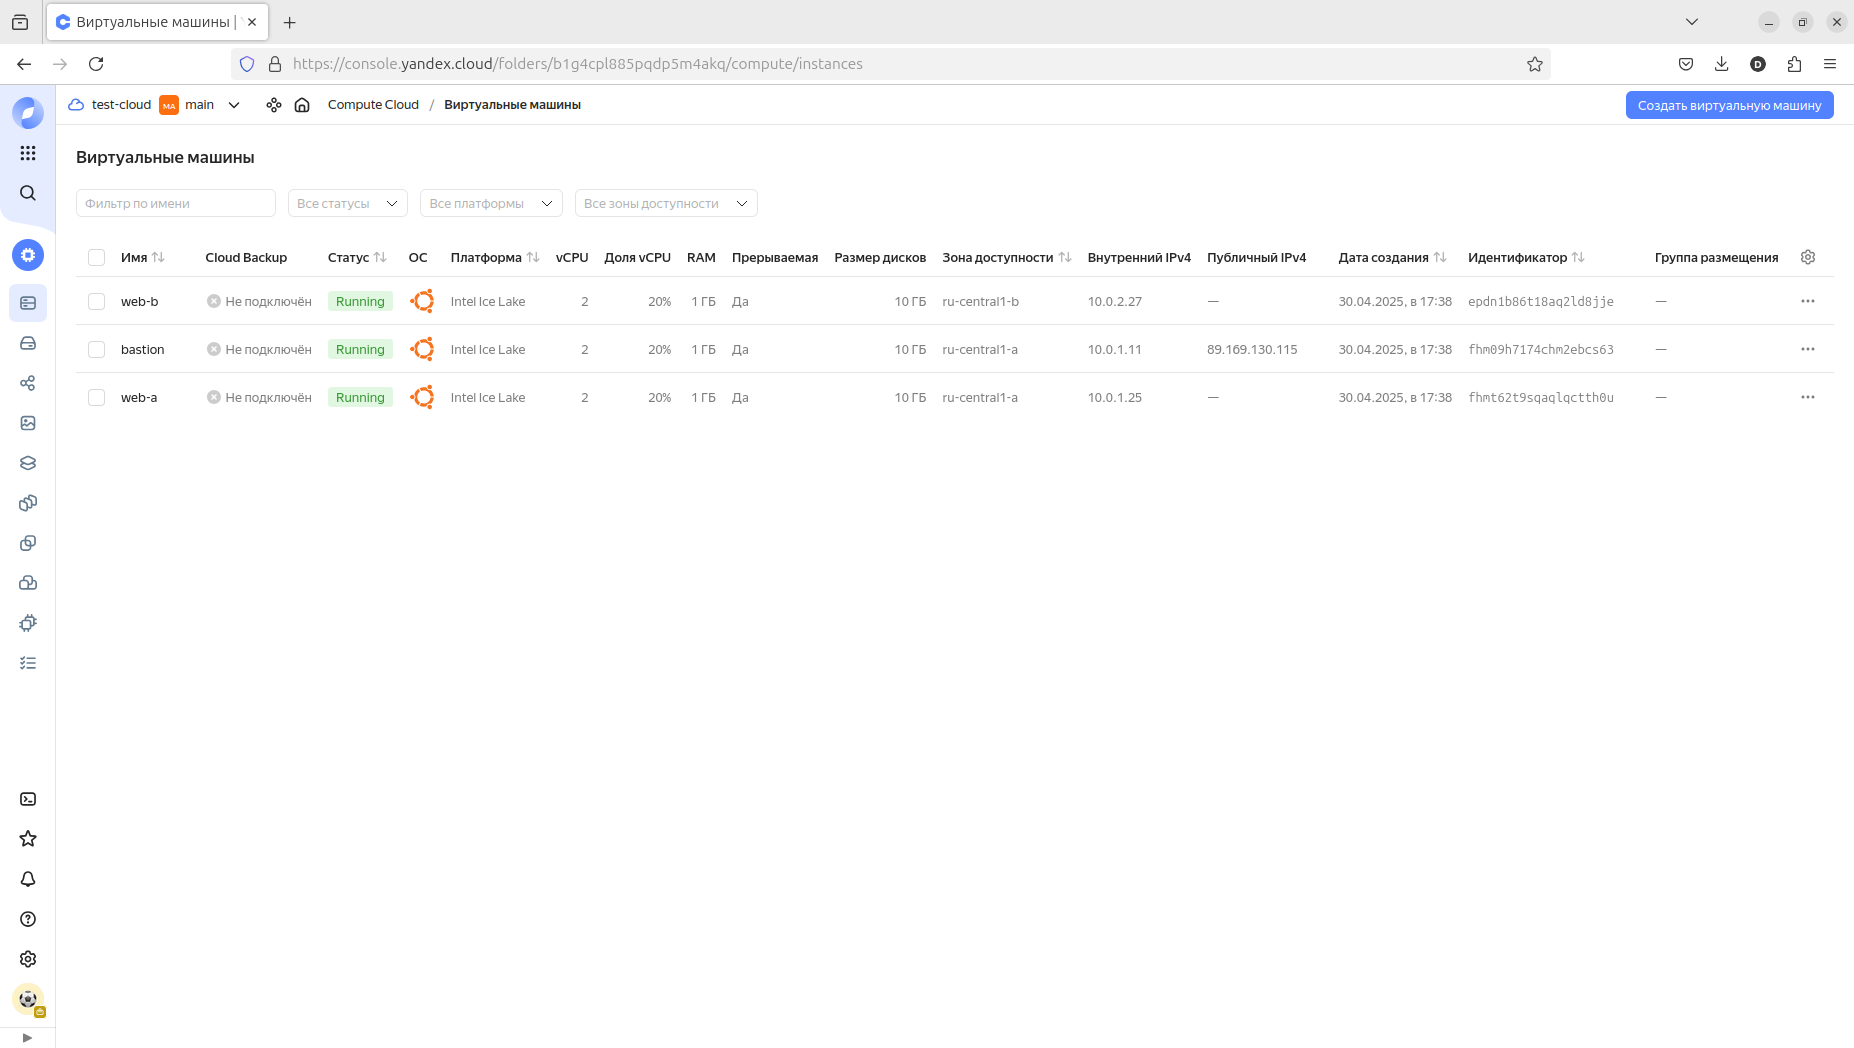 Виртуальные машины |
https://console.yandex.cloud/folders/b1g4cpl885pqdp5m4akq/compute/instances
D
test-cloud MA main Compute Cloud / Виртуальные машины Создать виртуальную машину
Виртуальные машины
Фильтр по имени Все статусы Все платформы Все зоны доступности
Имя Cloud Backup Статус ОС Платформа vCPU Доля vCPU RAM Прерываемая Размер дисков Зона доступности Внутренний IPv4 Публичный IPv4 Дата создания Идентификатор Группа размещения
web-b Не подключён Running Intel Ice Lake 2 20% 1 ГБ Да 10 ГБ ru-central1-b 10.0.2.27 — 30.04.2025, в 17:38 epdn1b86t18aq2ld8jje —
bastion Не подключён Running Intel Ice Lake 2 20% 1 ГБ Да 10 ГБ ru-central1-a 10.0.1.11 89.169.130.115 30.04.2025, в 17:38 fhm09h7174chm2ebcs63 —
web-a Не подключён Running Intel Ice Lake 2 20% 1 ГБ Да 10 ГБ ru-central1-a 10.0.1.25 — 30.04.2025, в 17:38 fhmt62t9sqaqlqctth0u —